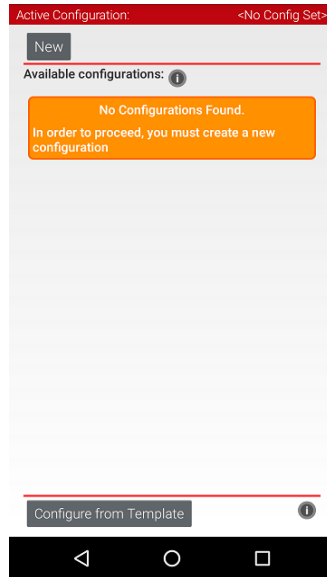 Active Configuration: <No Config Set>
New
Available configurations:
No Configurations Found.
In order to proceed, you must create a new
configuration
Configure from Template